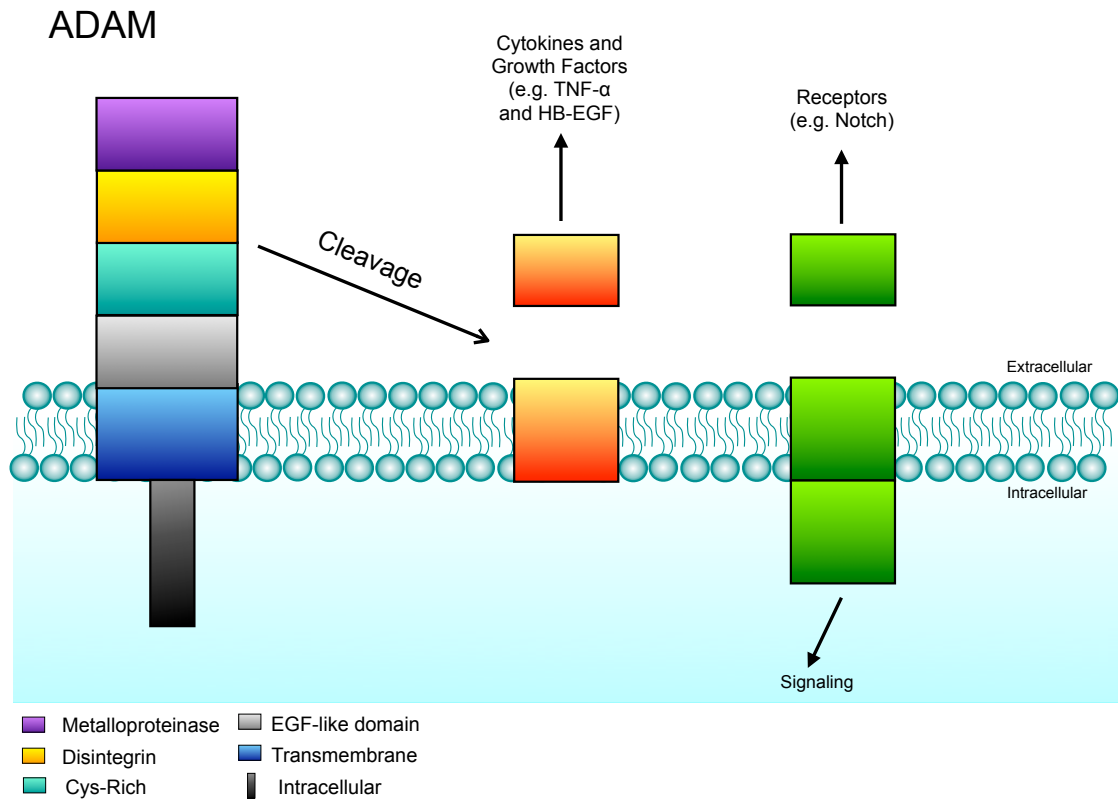 ADAM
Cytokines and
Growth Factors
(e.g. TNF-α
and HB-EGF)
Receptors
(e.g. Notch)
Cleavage
Extracellular
Intracellular
Signaling
Metalloproteinase
EGF-like domain
Disintegrin
Transmembrane
Cys-Rich
Intracellular